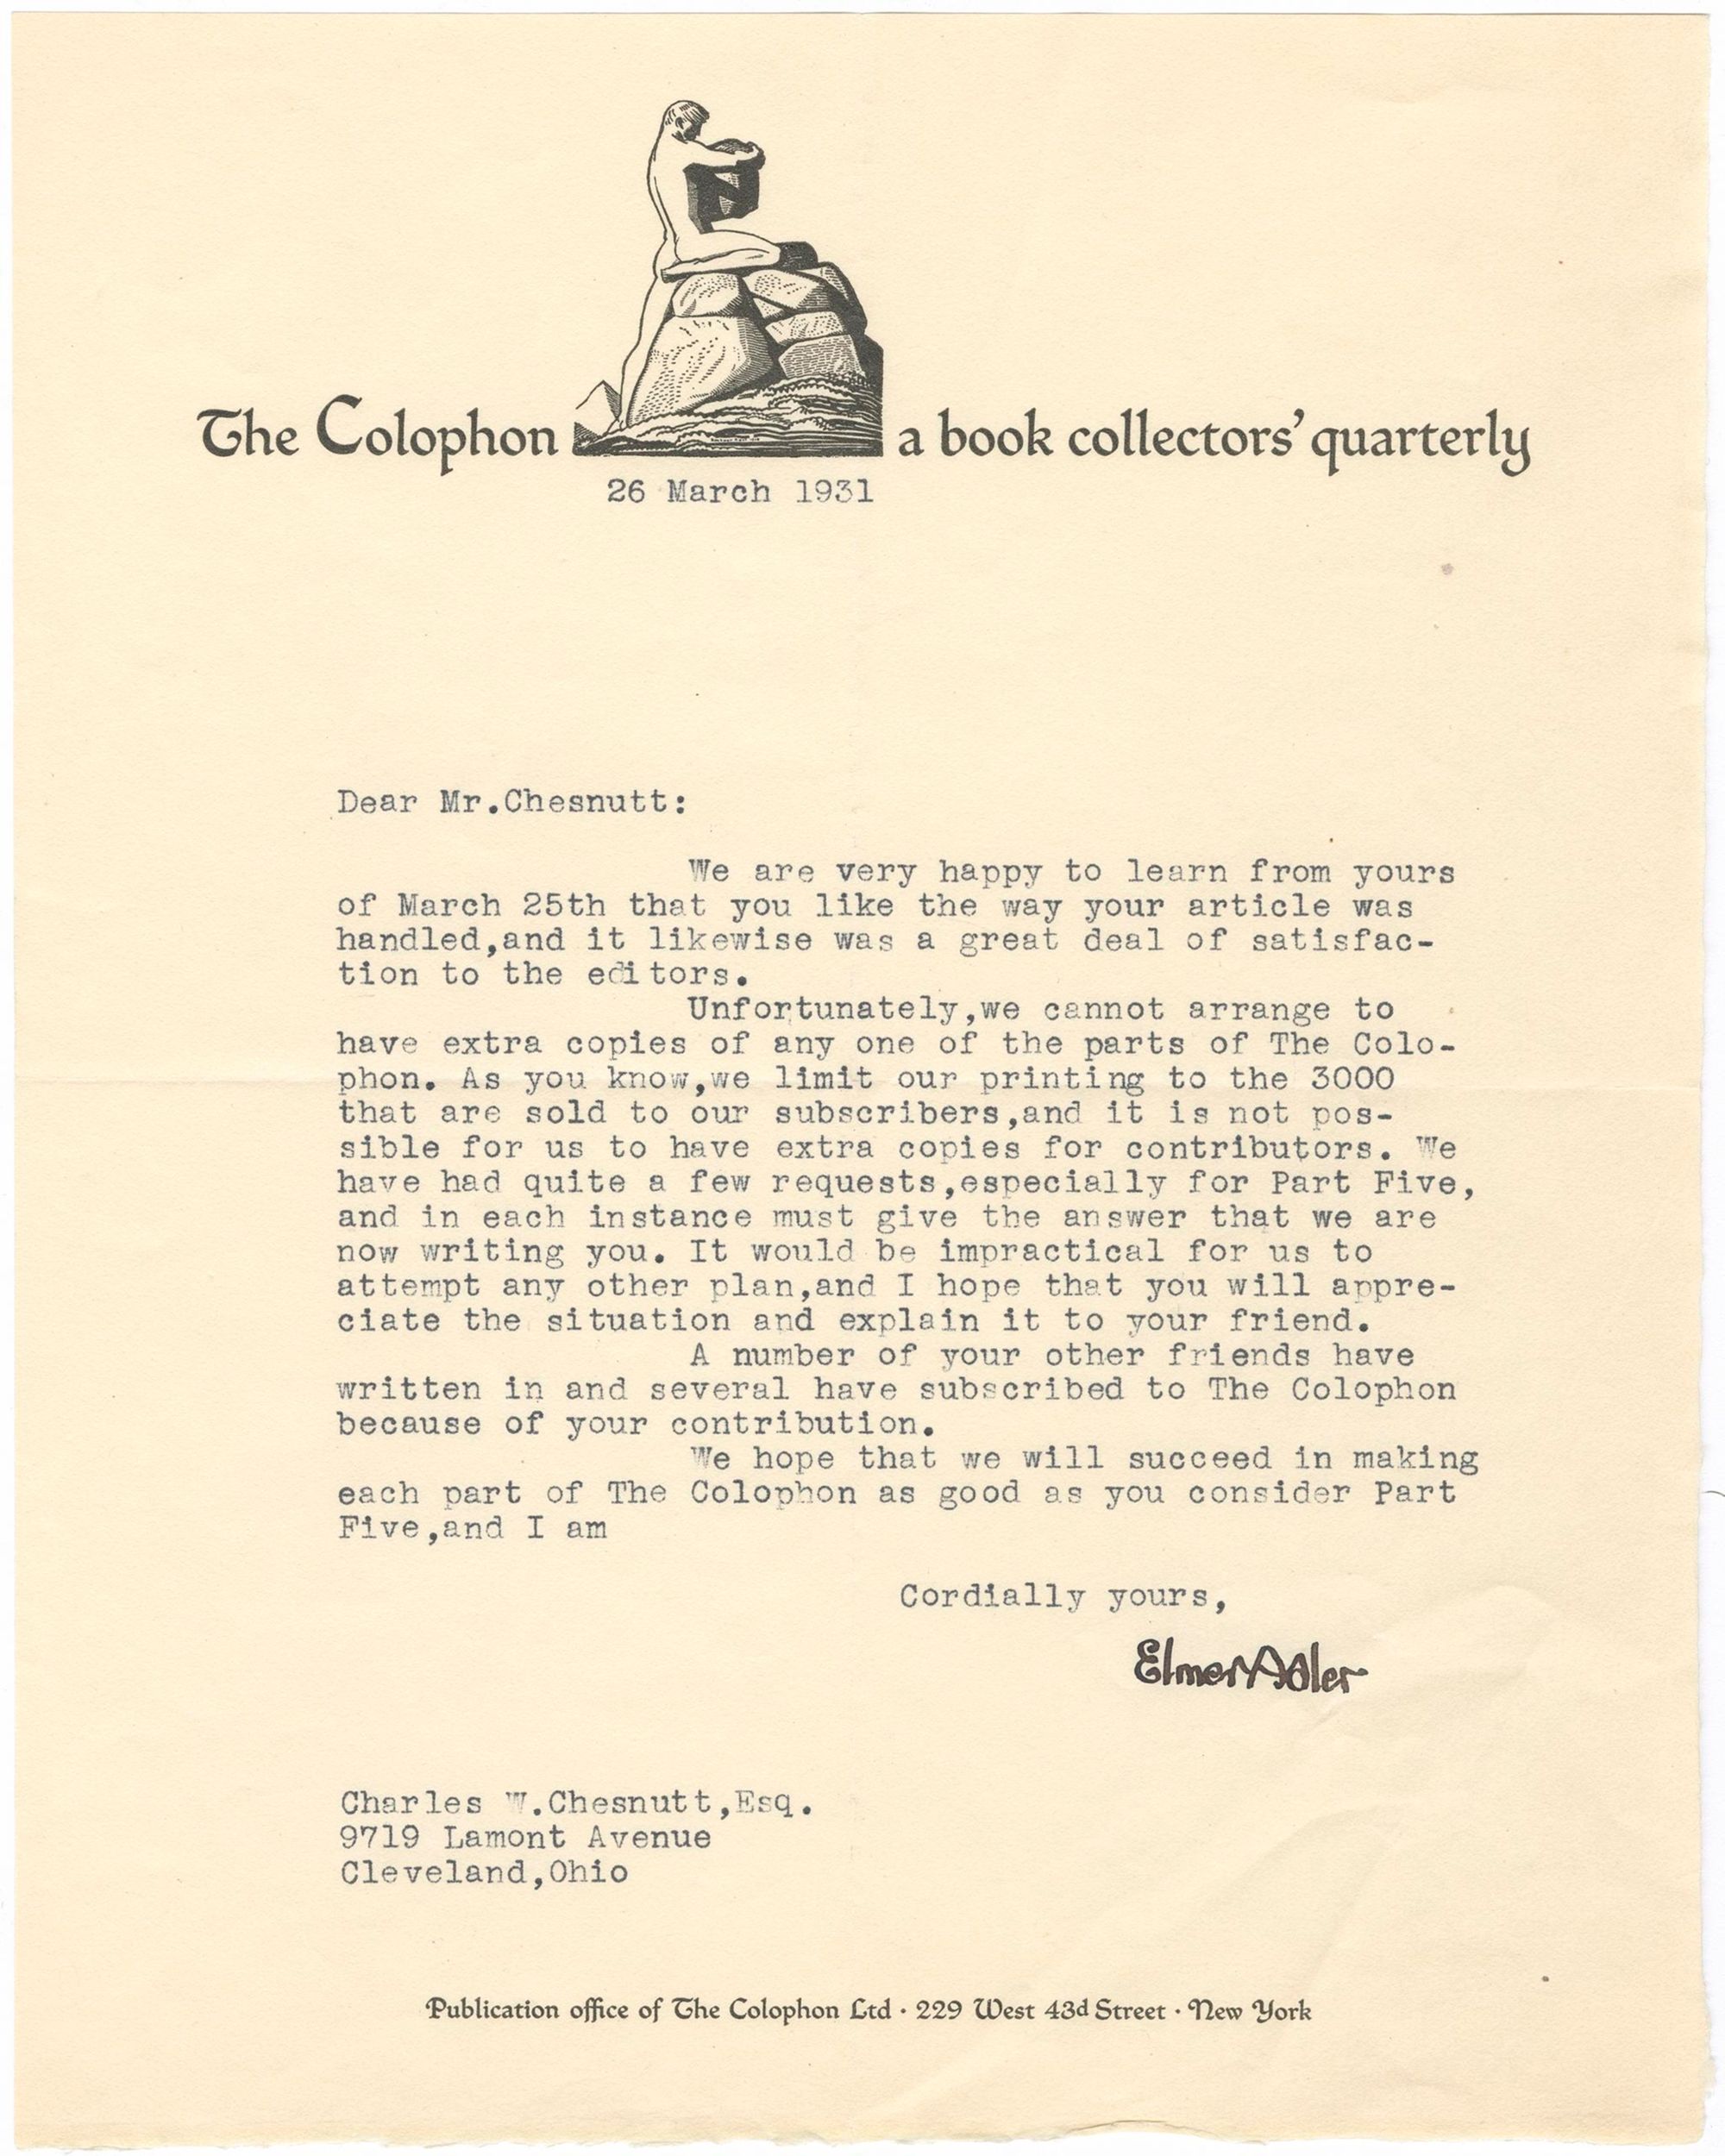 The Colophon a book collectors' quarterly
26 March 1931
Dear Mr.Chesnutt:
We are very happy to learn from yours
of March 25th that you like the way your article was
handled,and it likewise was a great deal of satisfac-
tion to the editors.
Unfortunately,we cannot arrange to
have extra copies of any one of the parts of The Colo-
phon. As you know,we limit our printing to the 3000
that are sold to our subscribers,and it is not pos-
sible for us to have extra copies for contributors. We
have had quite a few requests,especially for Part Five,
and in each instance must give the answer that we are
now writing you. It would be impractical for us to
attempt any other plan,and I hope that you will appre-
ciate the situation and explain it to your friend.
A number of your other friends have
written in and several have subscribed to The Colophon
because of your contribution.
We hope that we will succeed in making
each part of The Colophon as good as you consider Part
Five,and I am
Cordially yours,
Elmer Adler
Charles W.Chesnutt,Esq.
9719 Lamont Avenue
Cleveland,Ohio
Publication office of The Colophon Ltd · 229 West 43d Street · New York